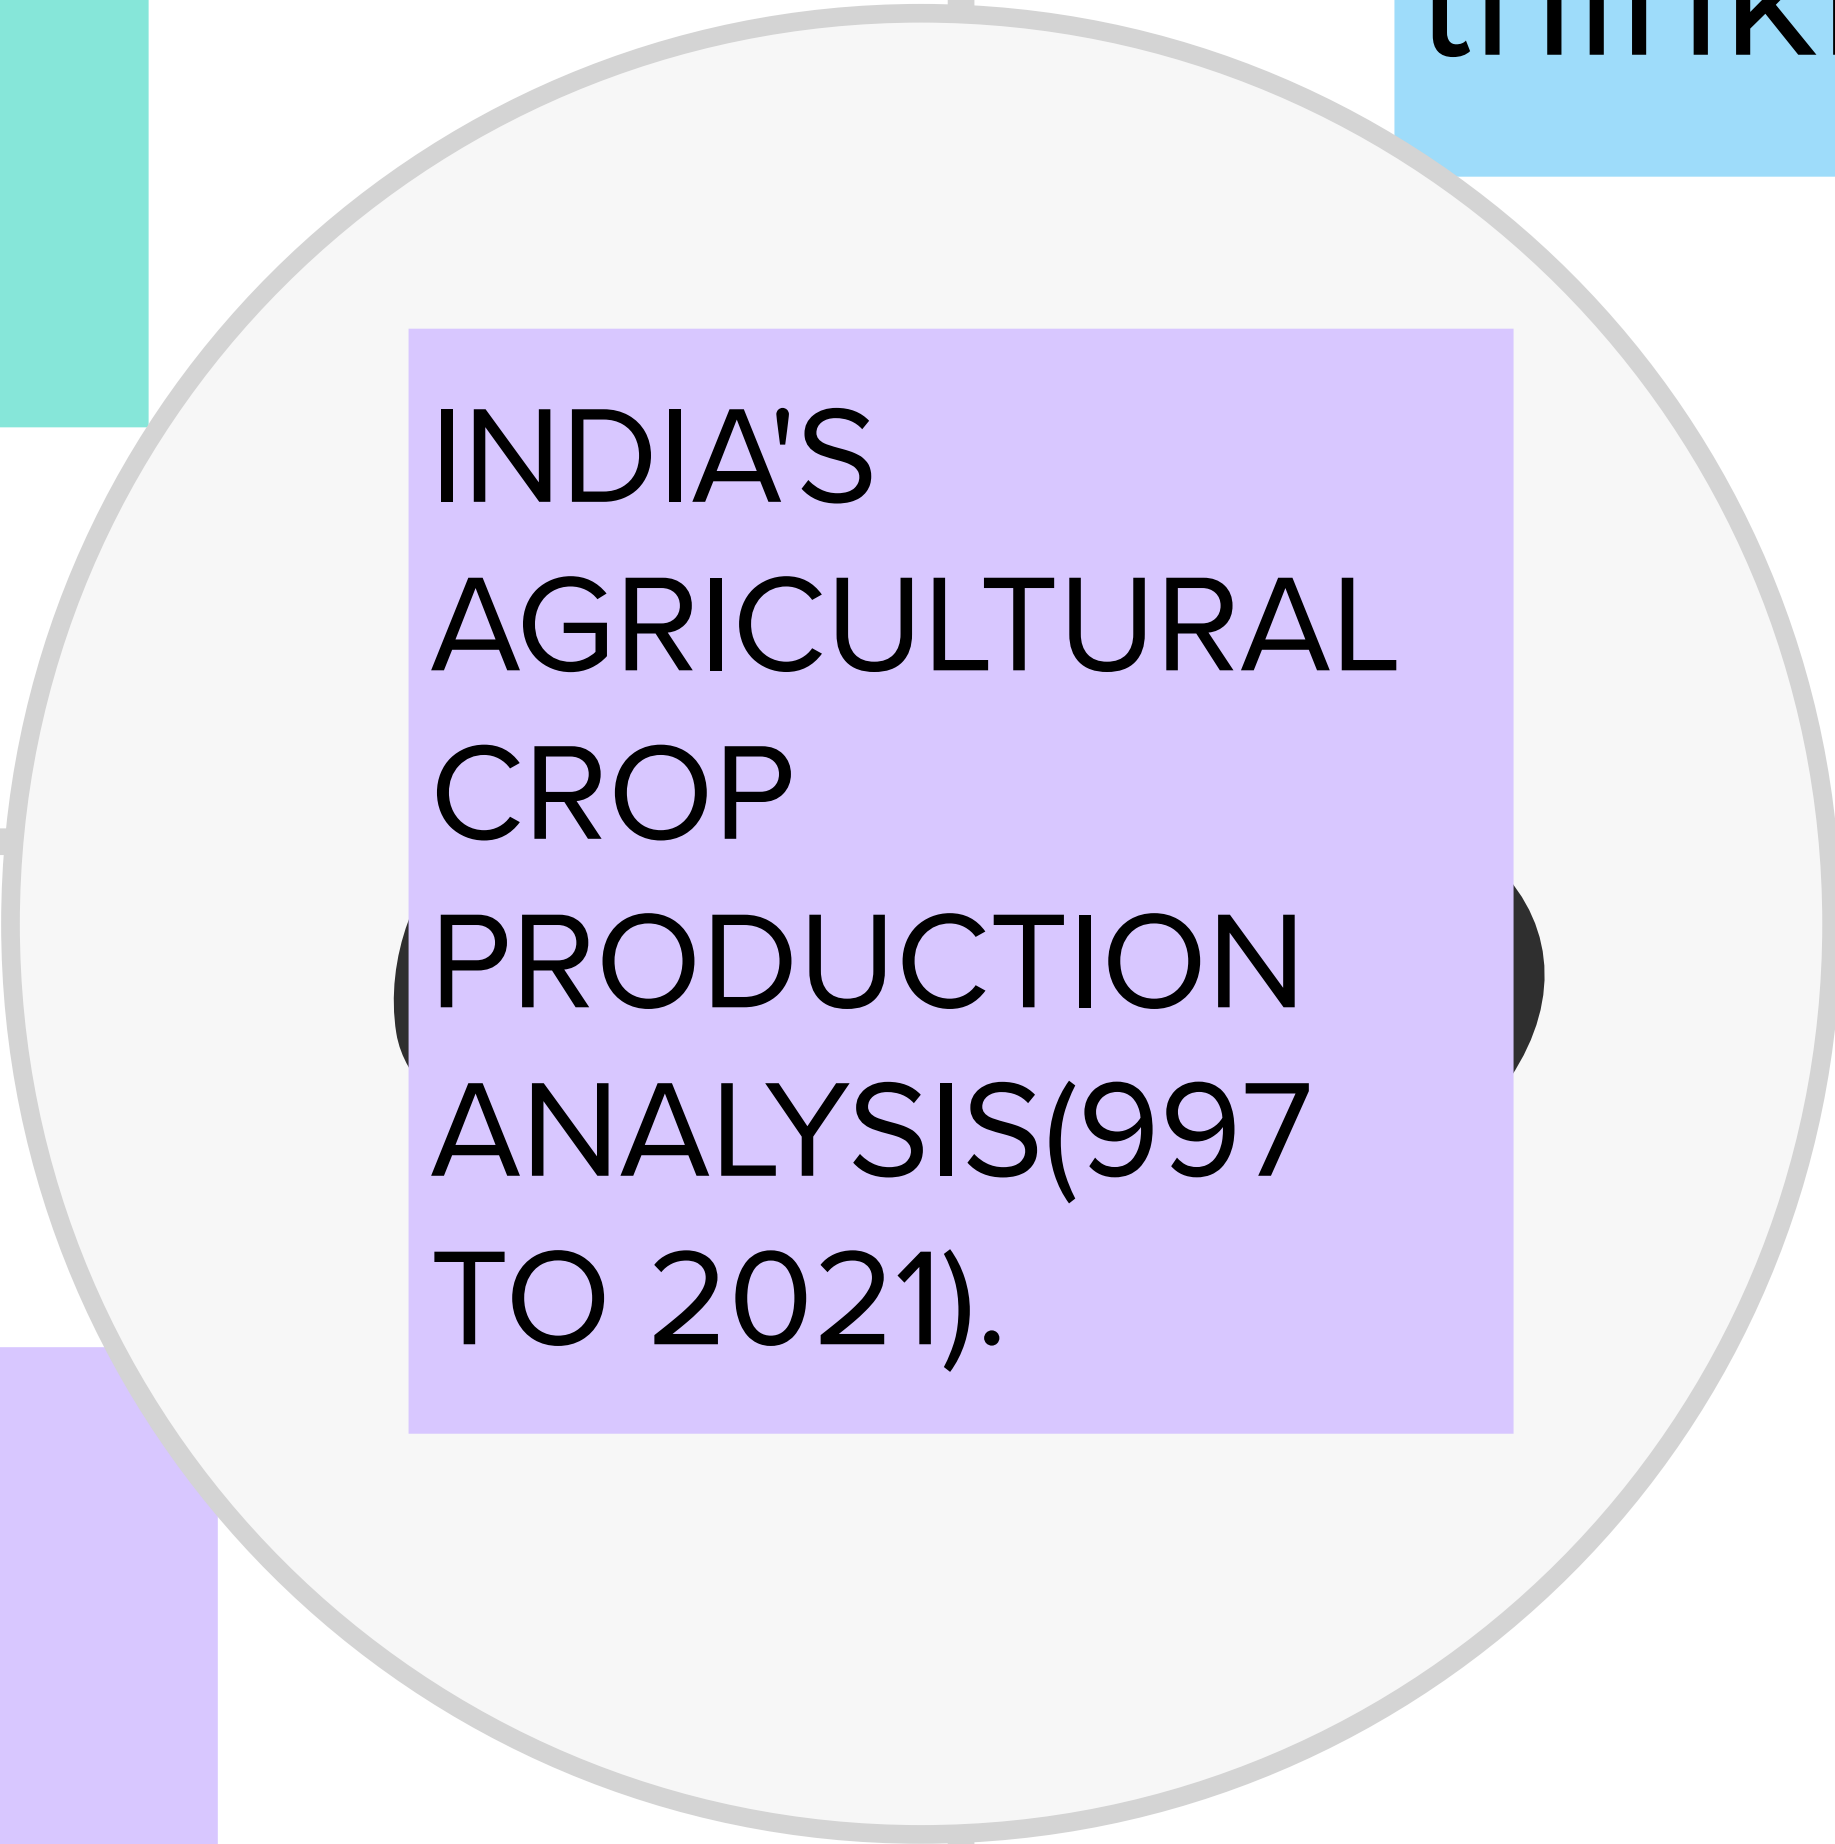 INDIA'S
AGRICULTURAL
CROP
PRODUCTION
ANALYSIS(997
TO 2021).